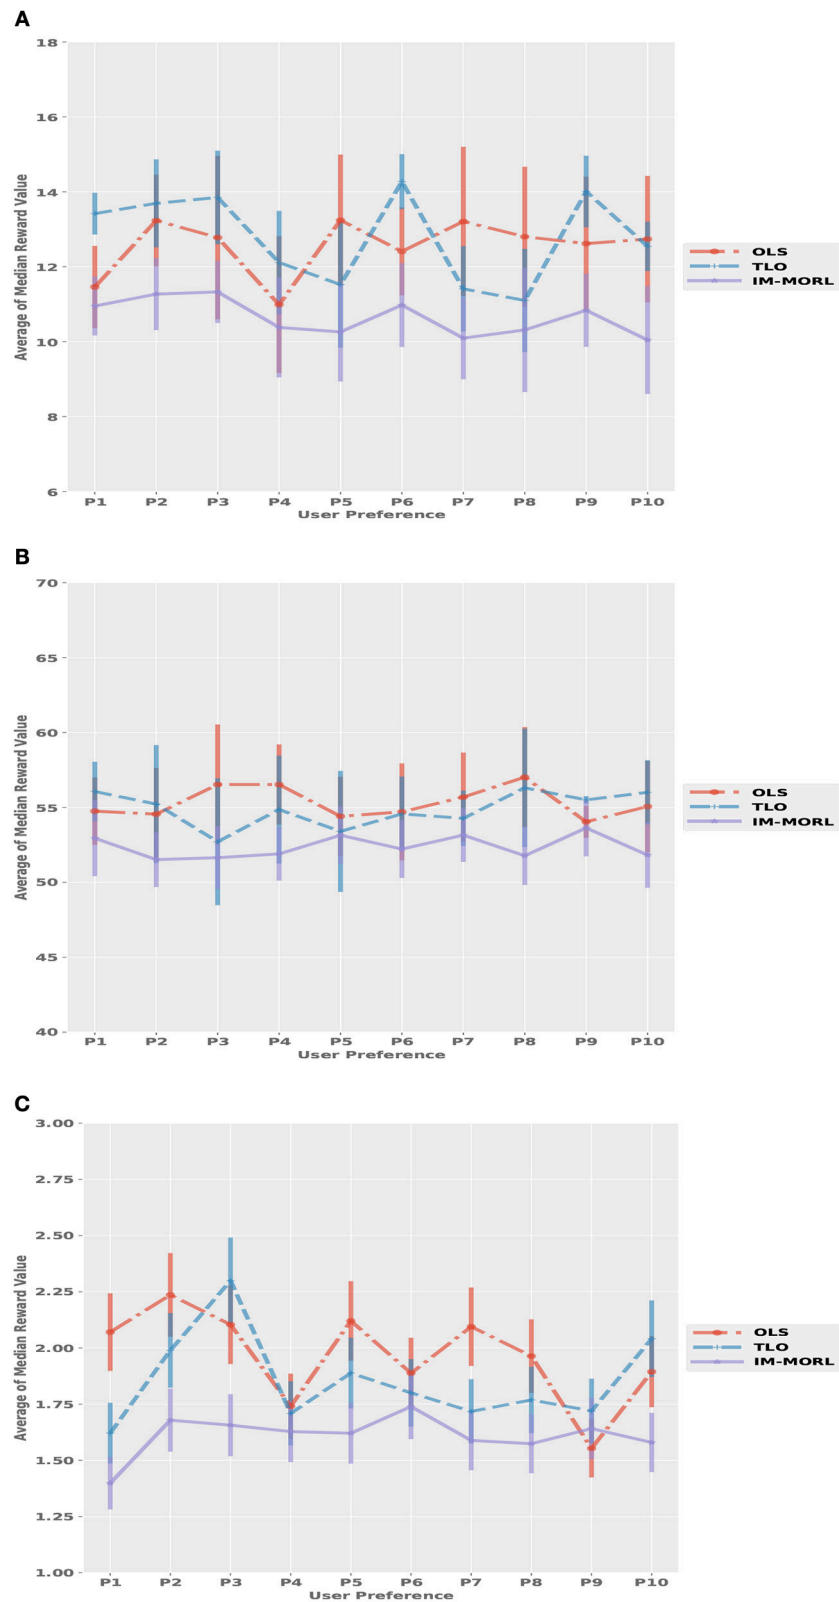 A
18
16
14
12
10
8
6
Average of Median Reward Value
P1 P2 P3 P4 P5 P6 P7 P8 P9 P10
User Preference
OLS
TLO
IM-MORL
B
70
65
60
55
50
45
40
Average of Median Reward Value
P1 P2 P3 P4 P5 P6 P7 P8 P9 P10
User Preference
OLS
TLO
IM-MORL
C
3.00
2.75
2.50
2.25
2.00
1.75
1.50
1.25
1.00
Average of Median Reward Value
P1 P2 P3 P4 P5 P6 P7 P8 P9 P10
User Preference
OLS
TLO
IM-MORL